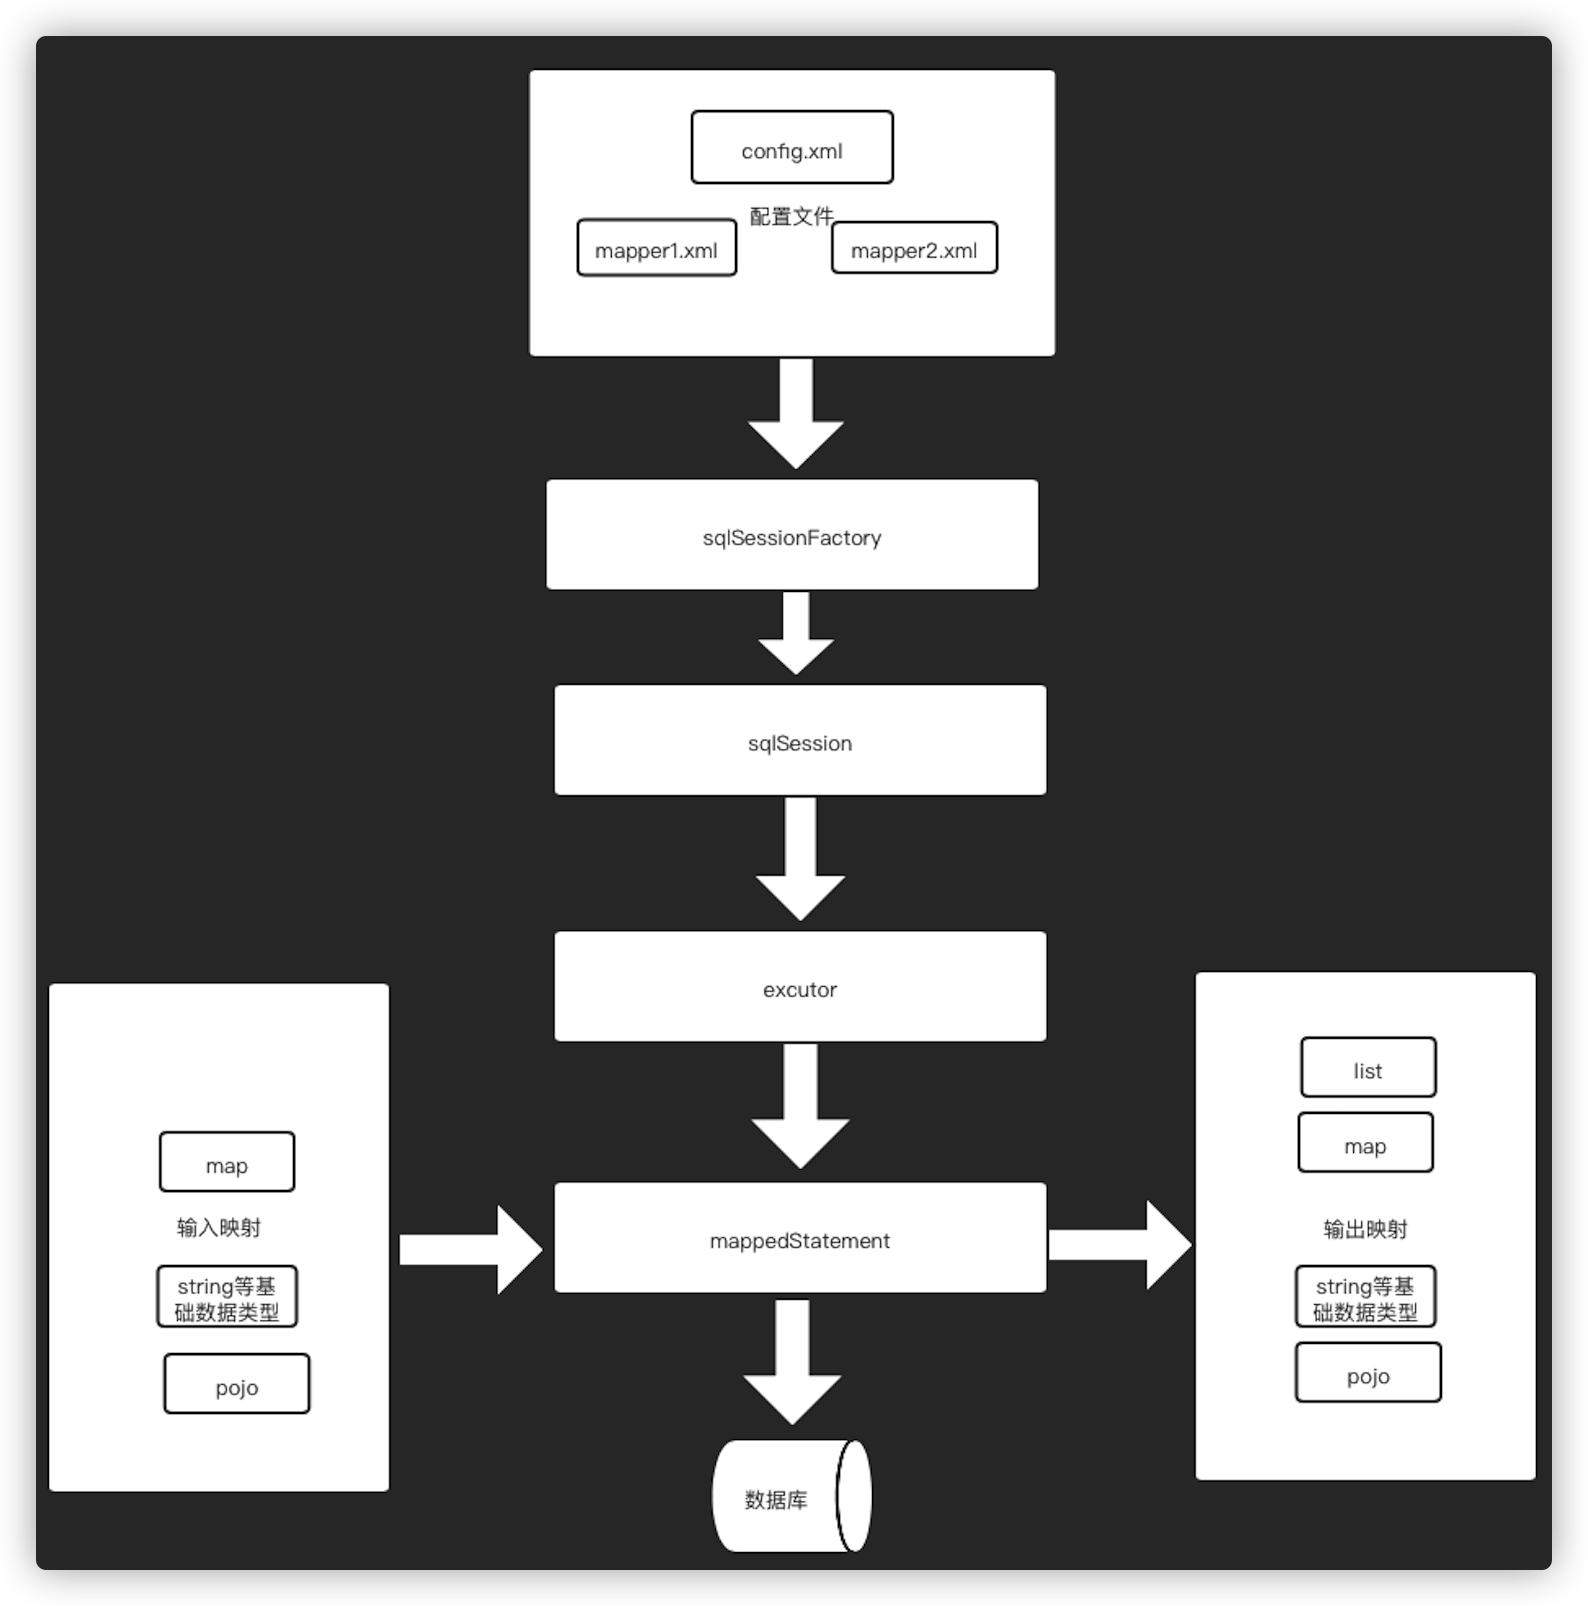 config.xml
配置文件
mapper1.xml
mapper2.xml
sqlSessionFactory
sqlSession
excutor
map
输入映射
string等基
础数据类型
pojo
mappedStatement
list
map
输出映射
string等基
础数据类型
pojo
数据库